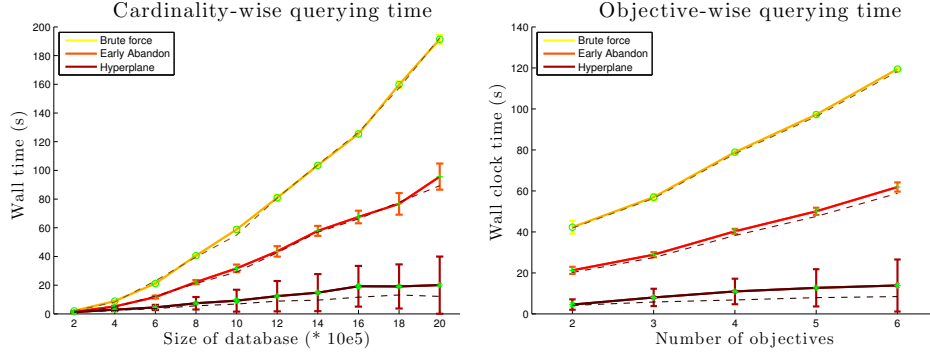 Cardinality-wise querying time
200
180
160
140
120
100
80
60
40
20
0
2
4
6
8
10
12
14
16
18
20
Brute force
Early Abandon
Hyperplane
Wall time (s)
Size of database (* 10e5)
Objective-wise querying time
140
120
100
80
60
40
20
0
2
3
4
5
6
Brute force
Early Abandon
Hyperplane
Wall clock time (s)
Number of objectives